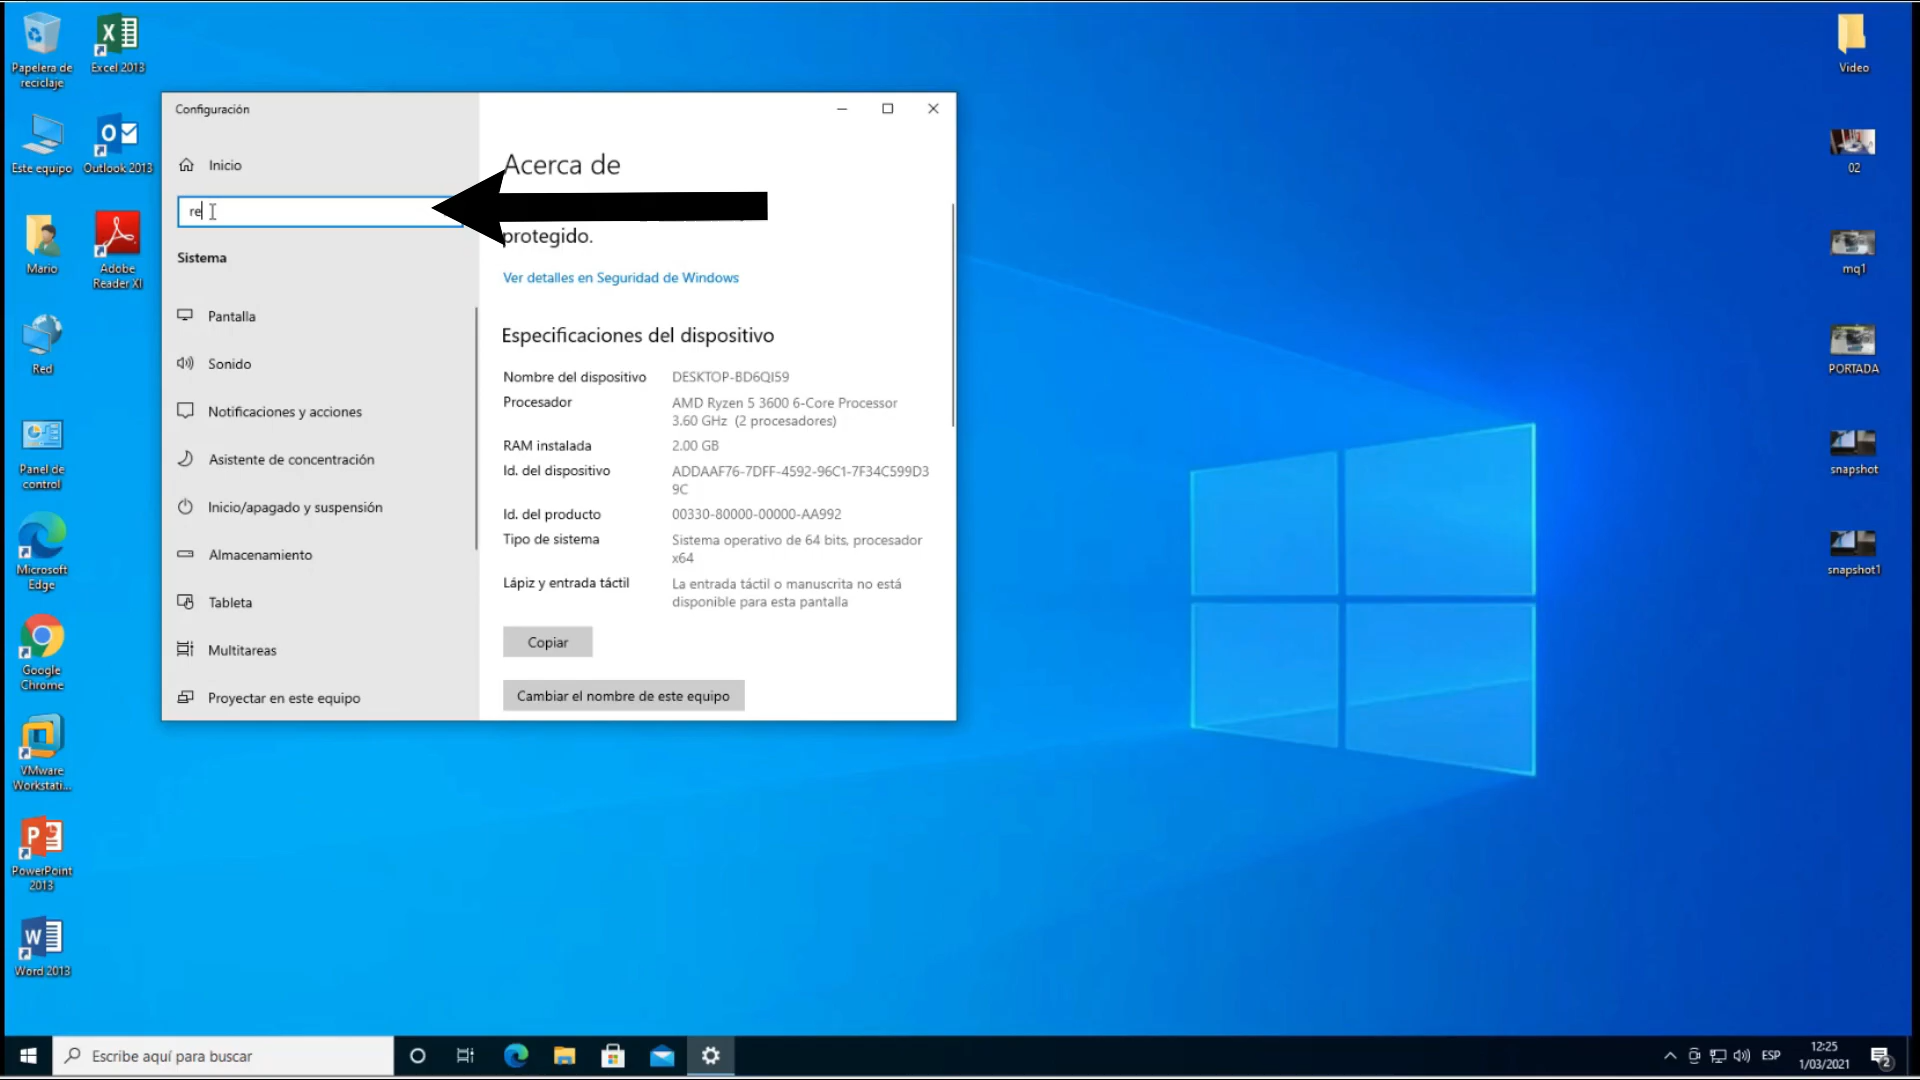 Papelera de
reciclaje
Excel 2013
Este equipo
Outlook 2013
Mario
Adobe
Reader XI
Red
Panel de
control
Microsoft
Edge
Google
Chrome
VMware
Workstati...
PowerPoint
2013
Word 2013
Configuración
Inicio
re
Sistema
Pantalla
Sonido
Notificaciones y acciones
Asistente de concentración
Inicio/apagado y suspensión
Almacenamiento
Tableta
Multitareas
Proyectar en este equipo
Acerca de
protegido.
Ver detalles en Seguridad de Windows
Especificaciones del dispositivo
Nombre del dispositivo DESKTOP-BD6QI59
Procesador AMD Ryzen 5 3600 6-Core Processor
3.60 GHz (2 procesadores)
RAM instalada 2.00 GB
Id. del dispositivo ADDAAF76-7DFF-4592-96C1-7F34C599D3
9C
Id. del producto 00330-80000-00000-AA992
Tipo de sistema Sistema operativo de 64 bits, procesador
x64
Lápiz y entrada táctil La entrada táctil o manuscrita no está
disponible para esta pantalla
Copiar
Cambiar el nombre de este equipo
Video
02
mq1
PORTADA
snapshot
snapshot1
Escribe aquí para buscar
ESP
12:25
1/03/2021
2